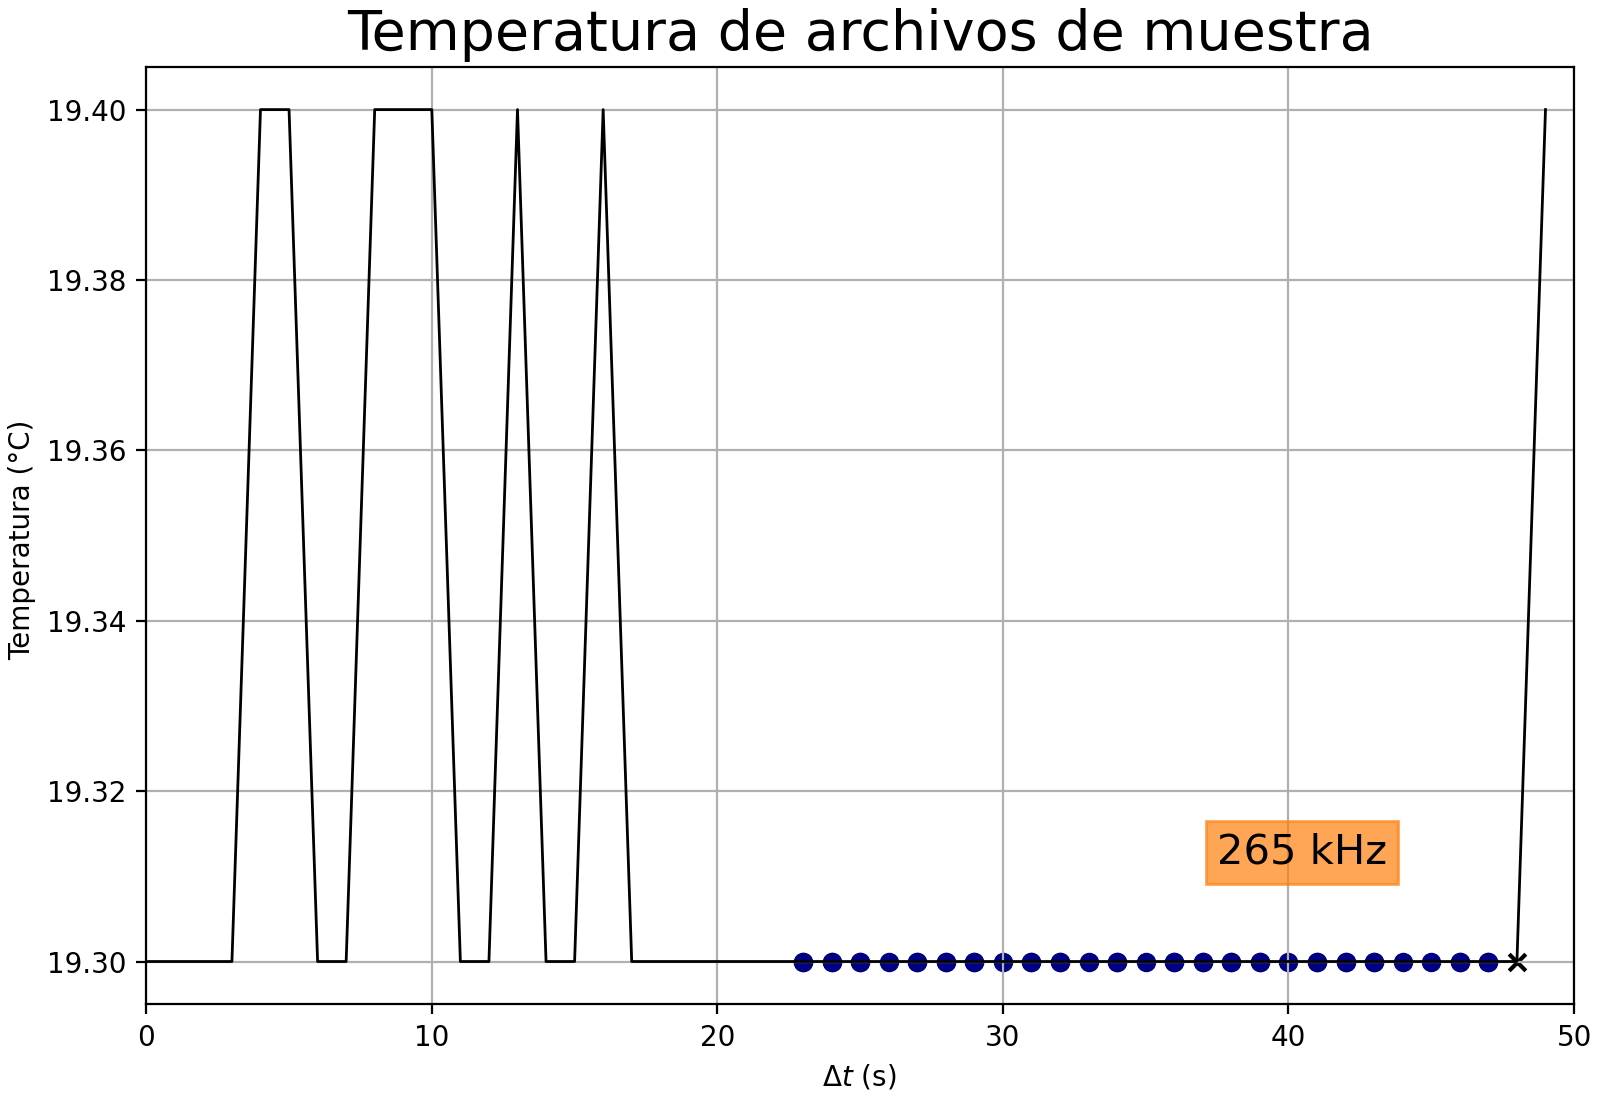 Temperatura de archivos de muestra
19.40
19.38
19.36
19.34
19.32
19.30
Temperatura (°C)
265 kHz
0 10 20 30 40 50
Δt (s)